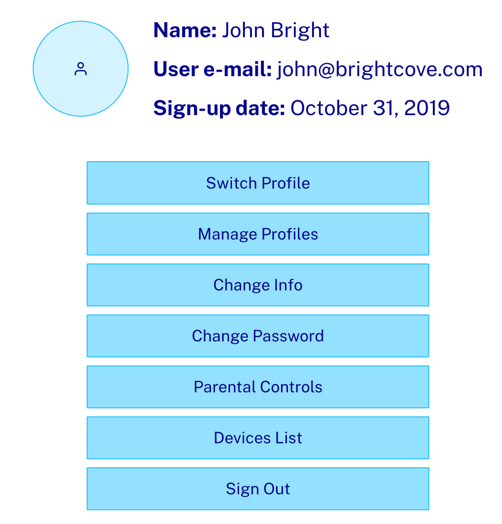 Name: John Bright
User e-mail: john@brightcove.com
Sign-up date: October 31, 2019
Switch Profile
Manage Profiles
Change Info
Change Password
Parental Controls
Devices List
Sign Out